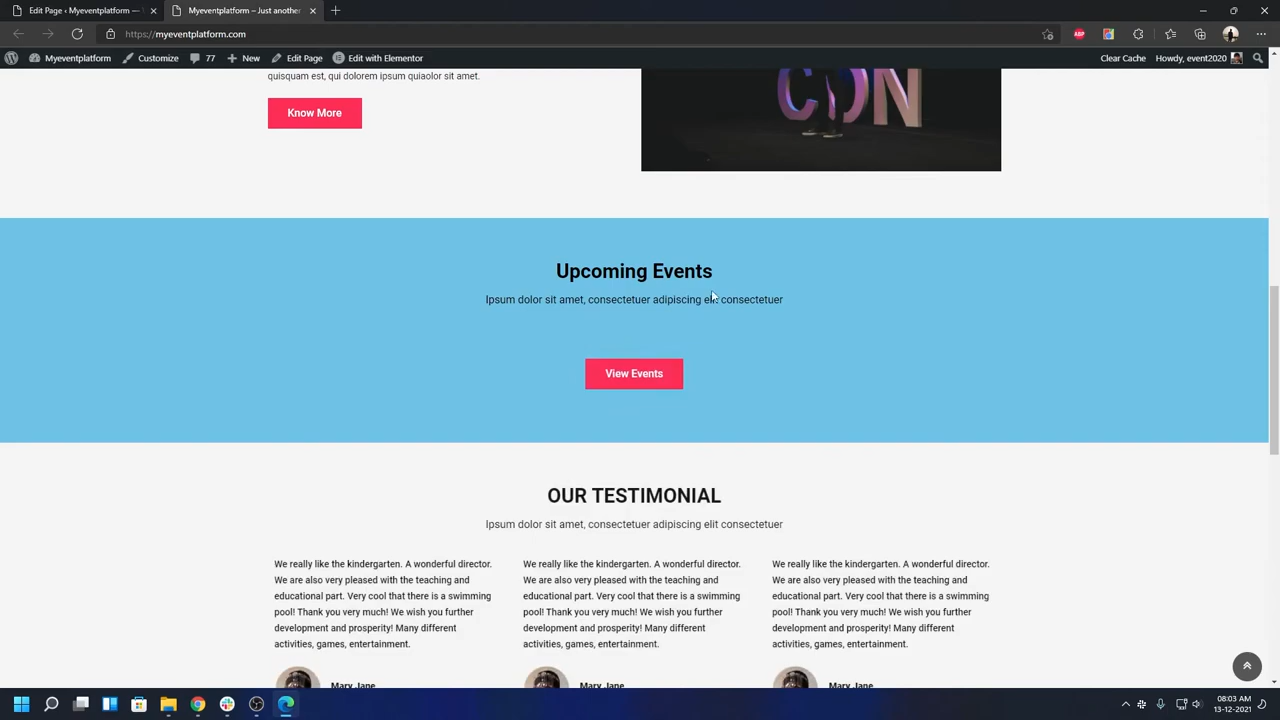 Edit Page ‹ Myeventplatform —
Myeventplatform – Just another
https://myeventplatform.com
ABP
Myeventplatform
Customize
77
New
Edit Page
Edit with Elementor
Clear Cache
Howdy, event2020
quisquam est, qui dolorem ipsum quiaolor sit amet.
Know More
CON
Upcoming Events
Ipsum dolor sit amet, consectetuer adipiscing elit consectetuer
View Events
OUR TESTIMONIAL
Ipsum dolor sit amet, consectetuer adipiscing elit consectetuer
We really like the kindergarten. A wonderful director.
We are also very pleased with the teaching and
educational part. Very cool that there is a swimming
pool! Thank you very much! We wish you further
development and prosperity! Many different
activities, games, entertainment.
Mary Jane
We really like the kindergarten. A wonderful director.
We are also very pleased with the teaching and
educational part. Very cool that there is a swimming
pool! Thank you very much! We wish you further
development and prosperity! Many different
activities, games, entertainment.
Mary Jane
We really like the kindergarten. A wonderful director.
We are also very pleased with the teaching and
educational part. Very cool that there is a swimming
pool! Thank you very much! We wish you further
development and prosperity! Many different
activities, games, entertainment.
Mary Jane
08:03 AM
13-12-2021